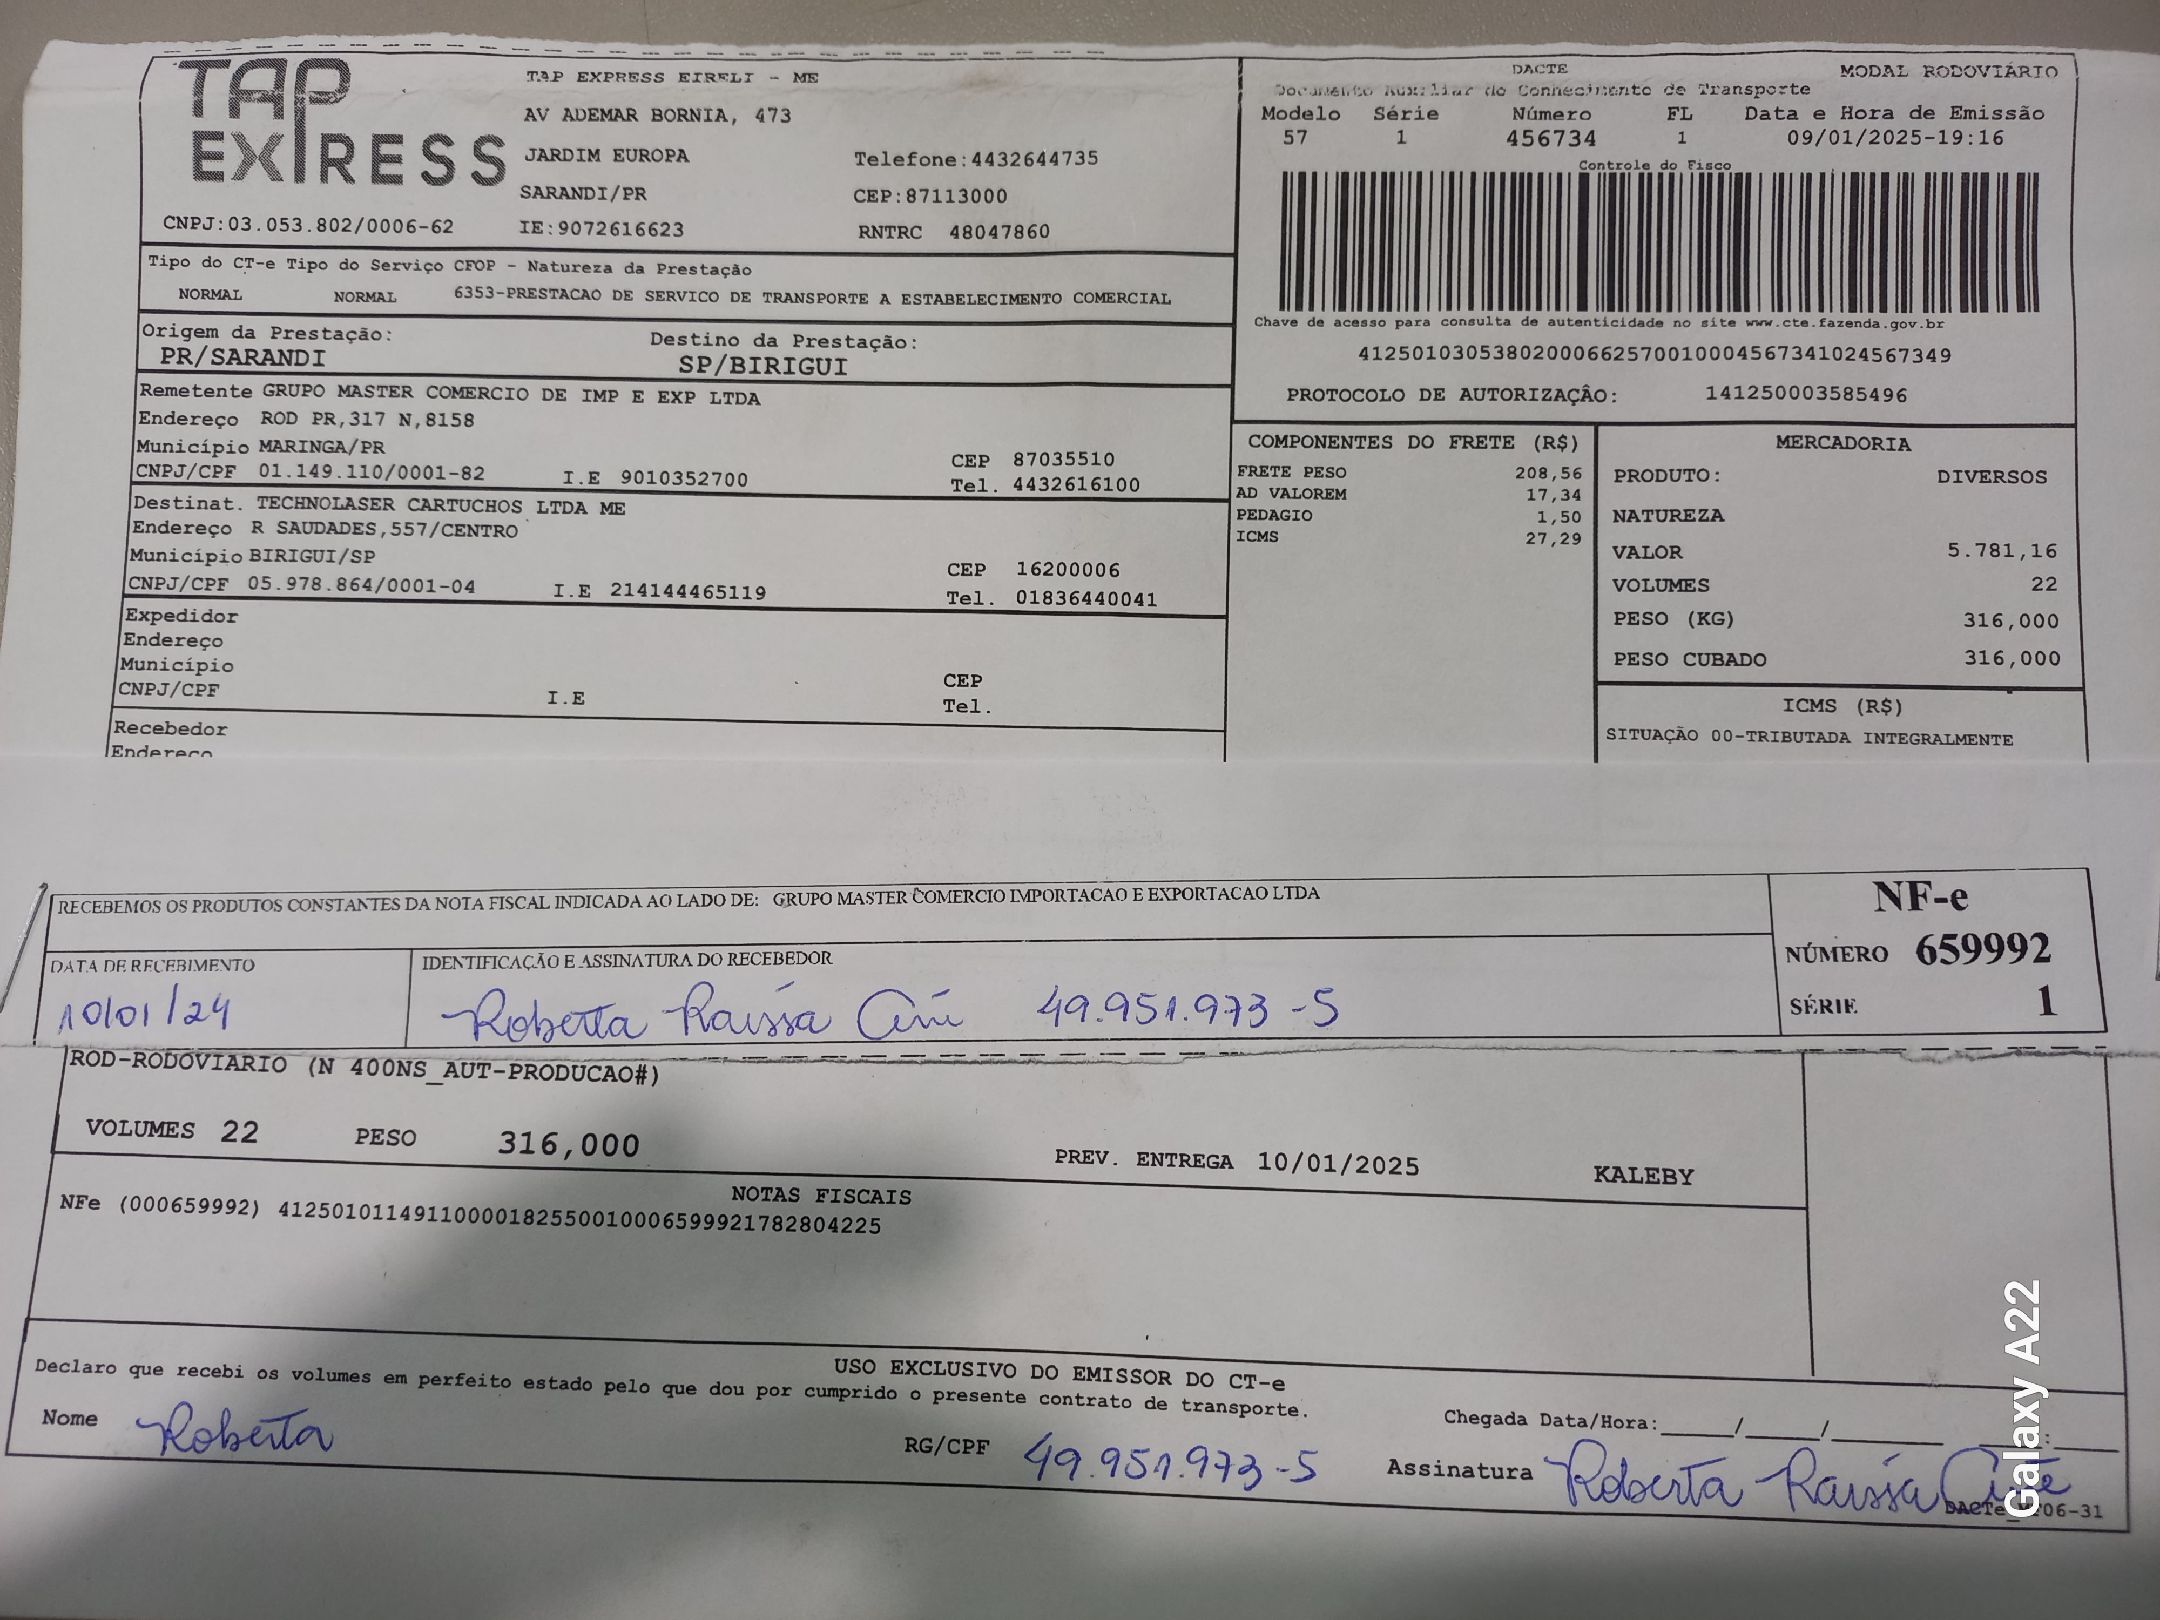 TAP EXPRESS
TAP EXPRESS EIRELI - ME
AV ADEMAR BORNIA, 473
JARDIM EUROPA Telefone:4432644735
SARANDI/PR CEP:87113000
CNPJ:03.053.802/0006-62 IE:9072616623 RNTRC 48047860
DACTE MODAL RODOVIÁRIO
Documento Auxiliar do Conhecimento de Transporte
Modelo Série Número FL Data e Hora de Emissão
57 1 456734 1 09/01/2025-19:16
Controle do Fisco
Chave de acesso para consulta de autenticidade no site www.cte.fazenda.gov.br
41250103053802000662570010004567341024567349
PROTOCOLO DE AUTORIZAÇÂO: 141250003585496
Tipo do CT-e Tipo do Serviço CFOP - Natureza da Prestação
NORMAL NORMAL 6353-PRESTACAO DE SERVICO DE TRANSPORTE A ESTABELECIMENTO COMERCIAL
Origem da Prestação: Destino da Prestação:
PR/SARANDI SP/BIRIGUI
Remetente GRUPO MASTER COMERCIO DE IMP E EXP LTDA
Endereço ROD PR,317 N,8158
Município MARINGA/PR CEP 87035510
CNPJ/CPF 01.149.110/0001-82 I.E 9010352700 Tel. 4432616100
Destinat. TECHNOLASER CARTUCHOS LTDA ME
Endereço R SAUDADES,557/CENTRO
Município BIRIGUI/SP CEP 16200006
CNPJ/CPF 05.978.864/0001-04 I.E 214144465119 Tel. 01836440041
Expedidor
Endereço
Município CEP
CNPJ/CPF I.E Tel.
Recebedor
Endereço
COMPONENTES DO FRETE (R$)
FRETE PESO 208,56
AD VALOREM 17,34
PEDAGIO 1,50
ICMS 27,29
MERCADORIA
PRODUTO: DIVERSOS
NATUREZA
VALOR 5.781,16
VOLUMES 22
PESO (KG) 316,000
PESO CUBADO 316,000
ICMS (R$)
SITUAÇÃO 00-TRIBUTADA INTEGRALMENTE
RECEBEMOS OS PRODUTOS CONSTANTES DA NOTA FISCAL INDICADA AO LADO DE: GRUPO MASTER COMERCIO IMPORTACAO E EXPORTACAO LTDA
DATA DE RECEBIMENTO IDENTIFICAÇÃO E ASSINATURA DO RECEBEDOR
10/01/24 Roberta Raissa 49.951.973-5
NF-e
NÚMERO 659992
SÉRIE 1
ROD-RODOVIARIO (N 400NS_AUT-PRODUCAO#)
VOLUMES 22 PESO 316,000 PREV. ENTREGA 10/01/2025 KALEBY
NOTAS FISCAIS
NFe (000659992) 41250101149110000182550010006599921782804225
USO EXCLUSIVO DO EMISSOR DO CT-e
Declaro que recebi os volumes em perfeito estado pelo que dou por cumprido o presente contrato de transporte.
Chegada Data/Hora:_____/_____/_______ ___:____
Nome Roberta RG/CPF 49.951.973-5 Assinatura Roberta Raissa
06-31
Galaxy A22